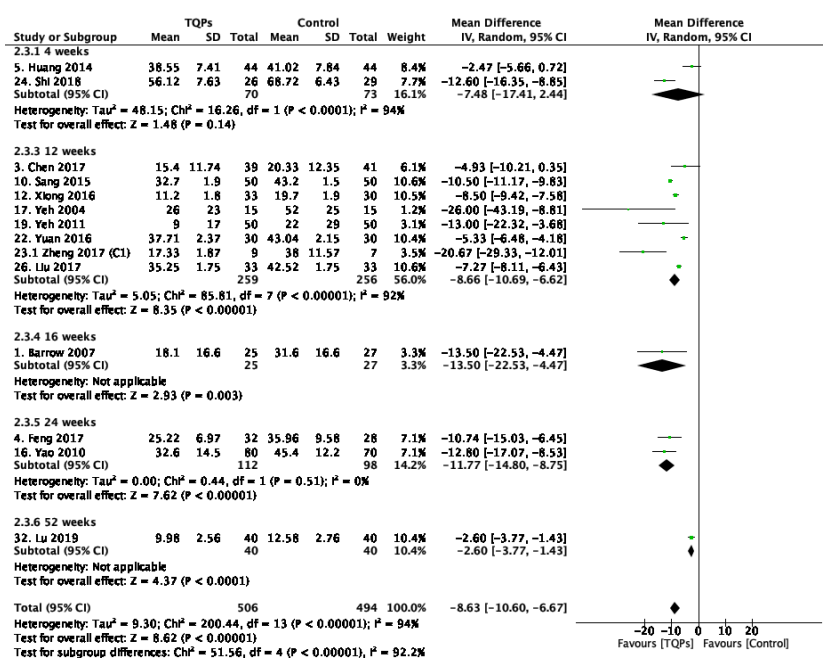 TQPs Control Mean Difference Mean Difference
Study or Subgroup Mean SD Total Mean SD Total Weight IV, Random, 95% CI IV, Random, 95% CI
2.3.1 4 weeks
5. Huang 2014 38.55 7.41 44 41.02 7.84 44 8.4% −2.47 [−5.66, 0.72]
24. Shi 2018 56.12 7.63 26 68.72 6.43 29 7.7% −12.60 [−16.35, −8.85]
Subtotal (95% CI) 70 73 16.1% −7.48 [−17.41, 2.44]
Heterogeneity: Tau² = 48.15; Chi² = 16.26, df = 1 (P < 0.0001); I² = 94%
Test for overall effect: Z = 1.48 (P = 0.14)
2.3.3 12 weeks
3. Chen 2017 15.4 11.74 39 20.33 12.35 41 6.1% −4.93 [−10.21, 0.35]
10. Sang 2015 32.7 1.9 50 43.2 1.5 50 10.6% −10.50 [−11.17, −9.83]
12. Xiong 2016 11.2 1.8 33 19.7 1.9 30 10.5% −8.50 [−9.42, −7.58]
17. Yeh 2004 26 23 15 52 25 15 1.2% −26.00 [−43.19, −8.81]
19. Yeh 2011 9 17 50 22 29 50 3.1% −13.00 [−22.32, −3.68]
22. Yuan 2016 37.71 2.37 30 43.04 2.15 30 10.4% −5.33 [−6.48, −4.18]
23.1 Zheng 2017 (C1) 17.33 1.87 9 38 11.57 7 3.5% −20.67 [−29.33, −12.01]
26. Liu 2017 35.25 1.75 33 42.52 1.75 33 10.6% −7.27 [−8.11, −6.43]
Subtotal (95% CI) 259 256 56.0% −8.66 [−10.69, −6.62]
Heterogeneity: Tau² = 5.05; Chi² = 85.81, df = 7 (P < 0.00001); I² = 92%
Test for overall effect: Z = 8.35 (P < 0.00001)
2.3.4 16 weeks
1. Barrow 2007 18.1 16.6 25 31.6 16.6 27 3.3% −13.50 [−22.53, −4.47]
Subtotal (95% CI) 25 27 3.3% −13.50 [−22.53, −4.47]
Heterogeneity: Not applicable
Test for overall effect: Z = 2.93 (P = 0.003)
2.3.5 24 weeks
4. Feng 2017 25.22 6.97 32 35.96 9.58 28 7.1% −10.74 [−15.03, −6.45]
16. Yao 2010 32.6 14.5 80 45.4 12.2 70 7.1% −12.80 [−17.07, −8.53]
Subtotal (95% CI) 112 98 14.2% −11.77 [−14.80, −8.75]
Heterogeneity: Tau² = 0.00; Chi² = 0.44, df = 1 (P = 0.51); I² = 0%
Test for overall effect: Z = 7.62 (P < 0.00001)
2.3.6 52 weeks
32. Lu 2019 9.98 2.56 40 12.58 2.76 40 10.4% −2.60 [−3.77, −1.43]
Subtotal (95% CI) 40 40 10.4% −2.60 [−3.77, −1.43]
Heterogeneity: Not applicable
Test for overall effect: Z = 4.37 (P < 0.0001)
Total (95% CI) 506 494 100.0% −8.63 [−10.60, −6.67]
Heterogeneity: Tau² = 9.30; Chi² = 200.44, df = 13 (P < 0.00001); I² = 94%
Test for overall effect: Z = 8.62 (P < 0.00001)
Test for subgroup differences: Chi² = 51.56, df = 4 (P < 0.00001), I² = 92.2%
−20 −10 0 10 20
Favours [TQPs] Favours [Control]